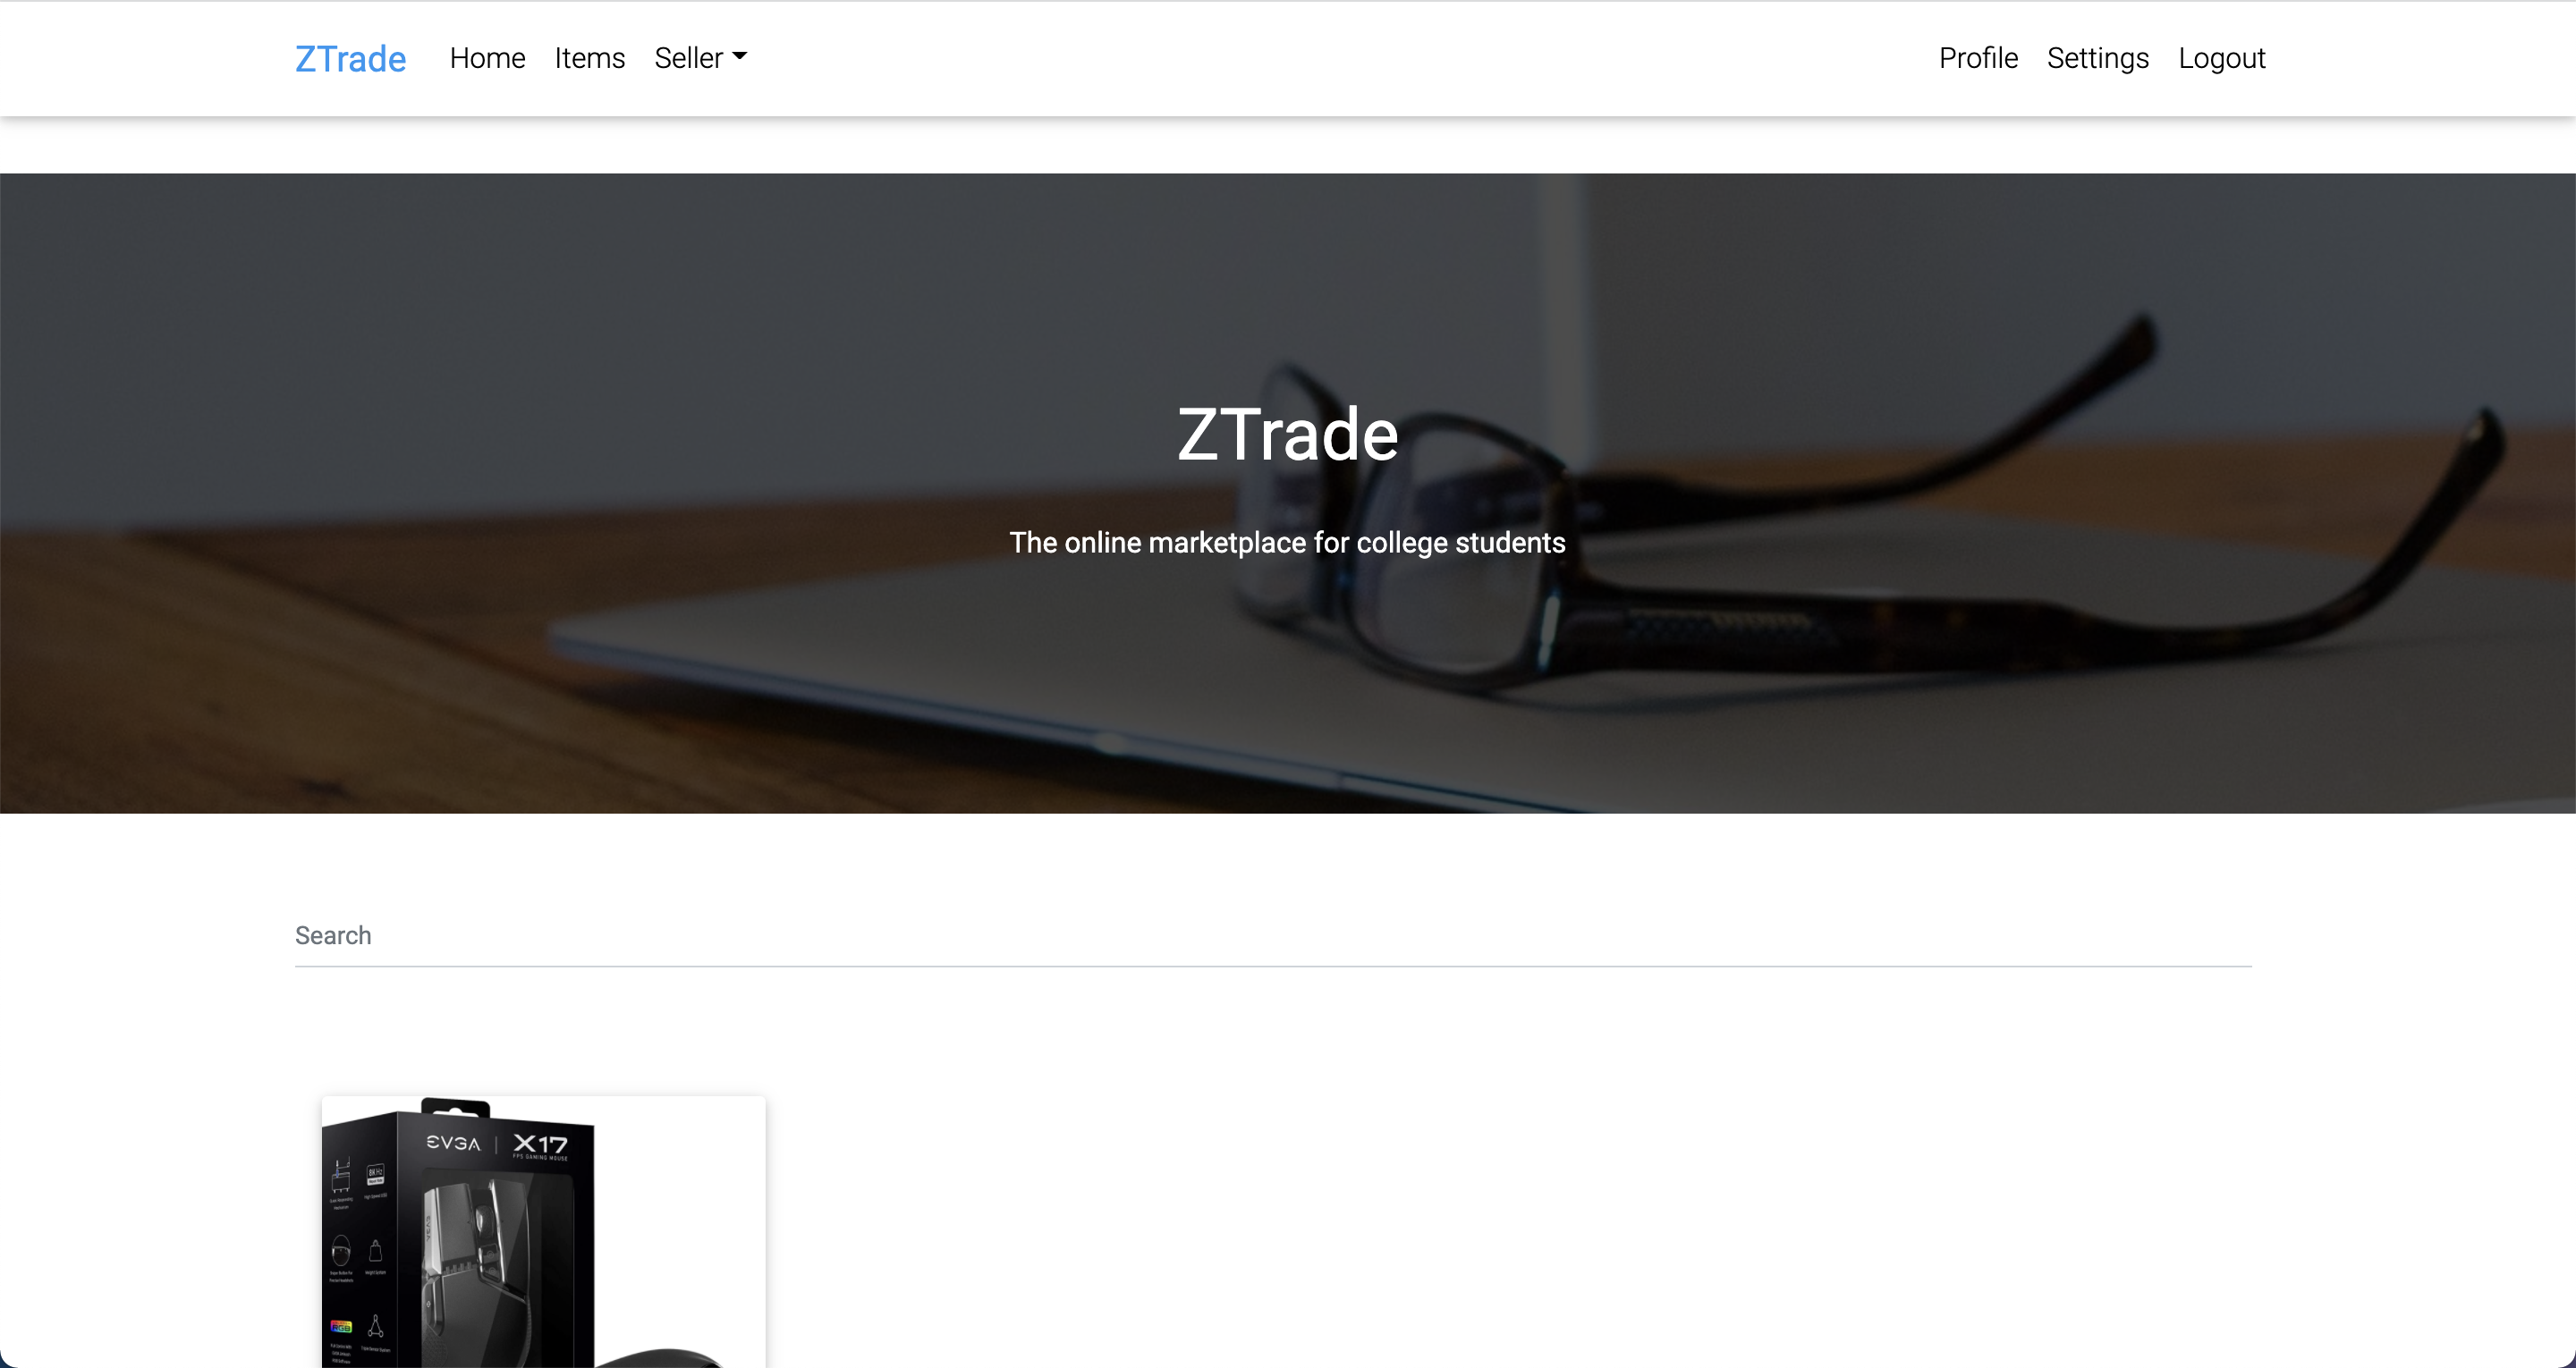 ZTrade Home Items Seller Profile Settings Logout
ZTrade
The online marketplace for college students
Search
EVGA | X17
FPS GAMING MOUSE
EVGA